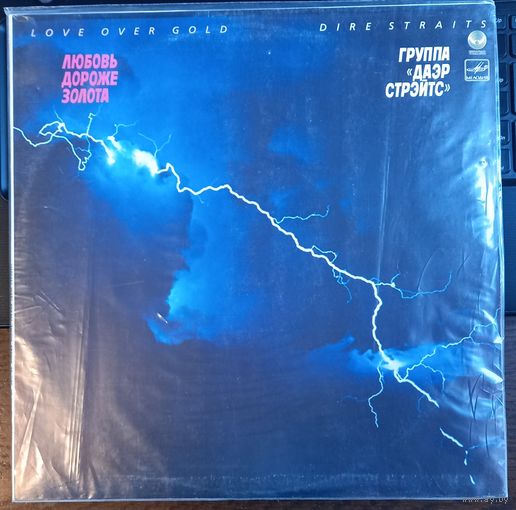 LOVE OVER GOLD
DIRE STRAITS
ЛЮБОВЬ
ДОРОЖЕ
ЗОЛОТА
ГРУППА
«ДАЭР
СТРЭЙТС»